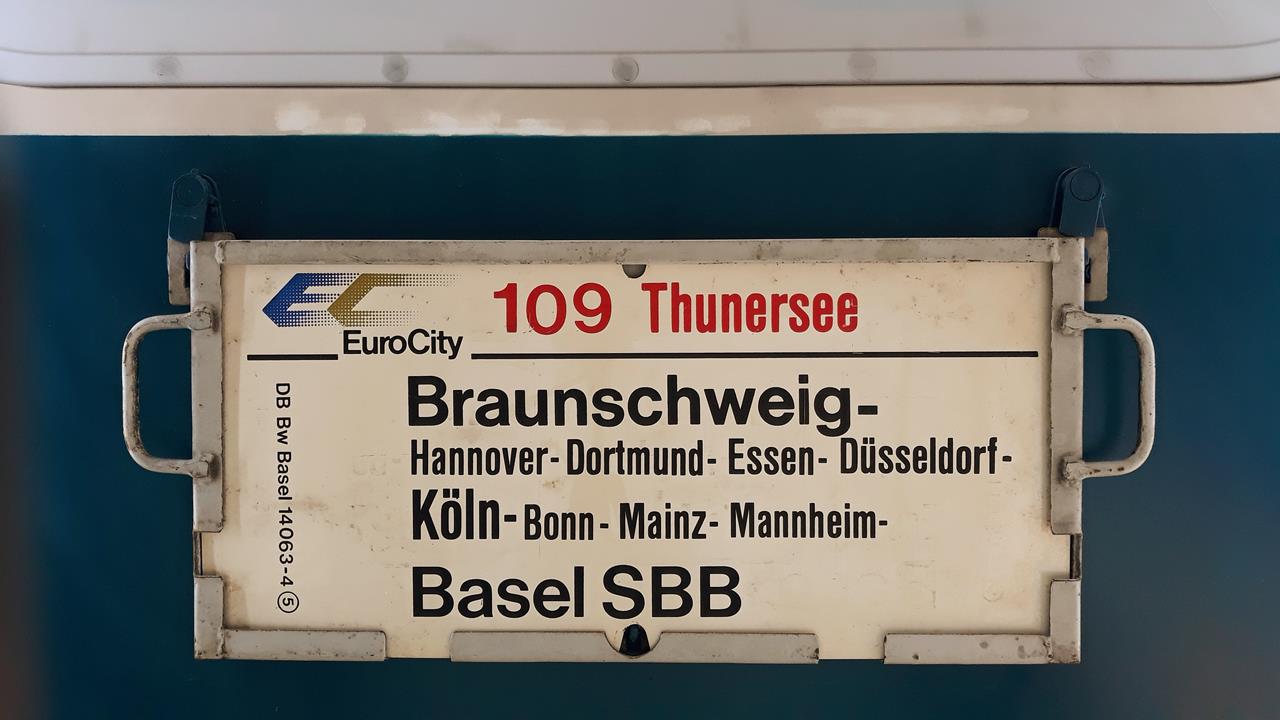 EC
EuroCity
109 Thunersee
Braunschweig-
Hannover- Dortmund- Essen- Düsseldorf-
Köln- Bonn- Mainz- Mannheim-
Basel SBB
DB Bw Basel 14063-4 ⑤